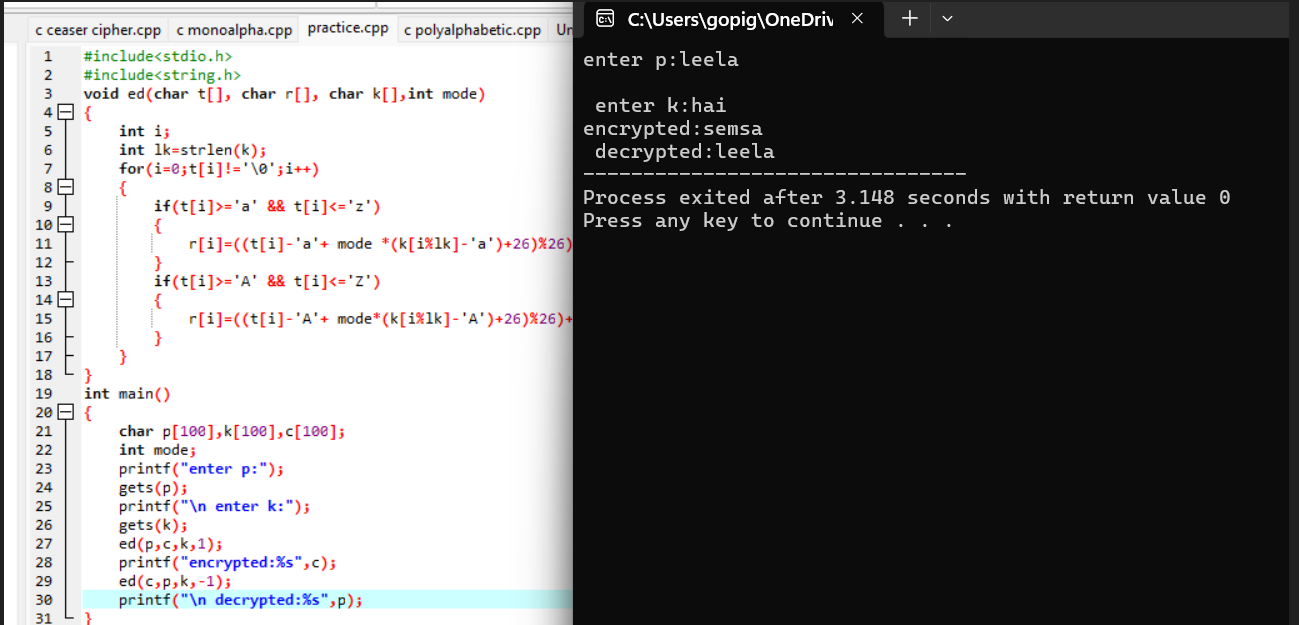 c ceaser cipher.cpp c monoalpha.cpp practice.cpp c polyalphabetic.cpp
1 #include<stdio.h>
2 #include<string.h>
3 void ed(char t[], char r[], char k[],int mode)
4 {
5 int i;
6 int lk=strlen(k);
7 for(i=0;t[i]!='\0';i++)
8 {
9 if(t[i]>='a' && t[i]<='z')
10 {
11 r[i]=((t[i]-'a'+ mode *(k[i%lk]-'a')+26)%26)
12 }
13 if(t[i]>='A' && t[i]<='Z')
14 {
15 r[i]=((t[i]-'A'+ mode*(k[i%lk]-'A')+26)%26)+
16 }
17 }
18 }
19 int main()
20 {
21 char p[100],k[100],c[100];
22 int mode;
23 printf("enter p:");
24 gets(p);
25 printf("\n enter k:");
26 gets(k);
27 ed(p,c,k,1);
28 printf("encrypted:%s",c);
29 ed(c,p,k,-1);
30 printf("\n decrypted:%s",p);
31 }
C:\Users\gopig\OneDriv
enter p:leela
enter k:hai
encrypted:semsa
decrypted:leela
--------------------------------
Process exited after 3.148 seconds with return value 0
Press any key to continue . . .